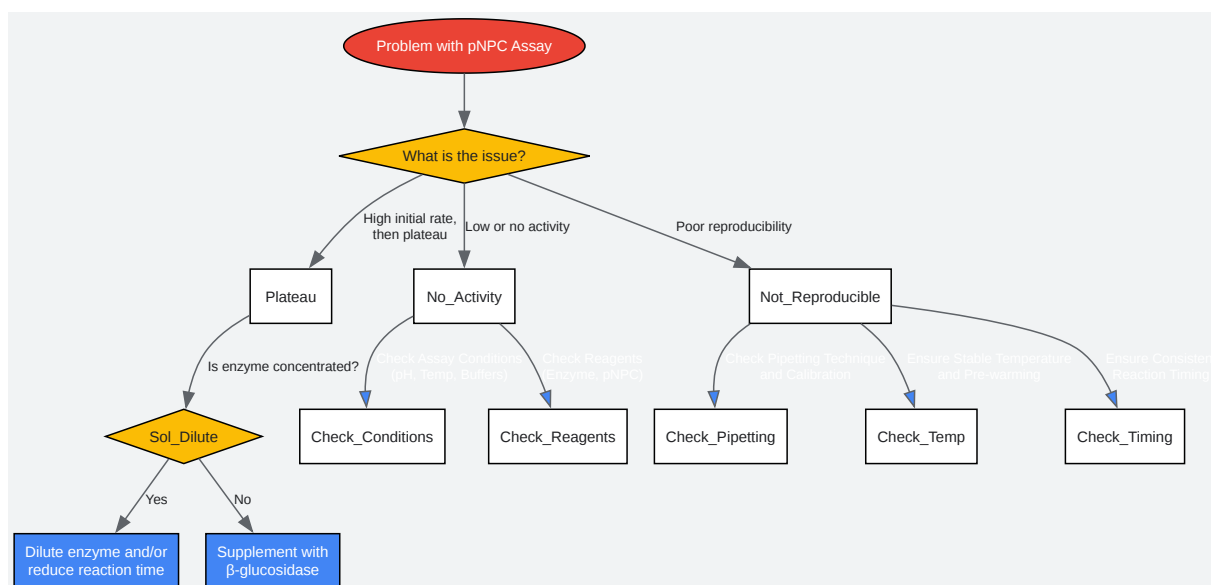 Problem with pNPC Assay
What is the issue?
High initial rate,
then plateau
Low or no activity
Poor reproducibility
Plateau
No_Activity
Not_Reproducible
Is enzyme concentrated?
Check Assay Conditions
(pH, Temp, Buffers)
Check Reagents
(Enzyme, pNPC)
Check Pipetting Technique
and Calibration
Ensure Stable Temperature
and Pre-warming
Ensure Consistent
Reaction Timing
Sol_Dilute
Check_Conditions
Check_Reagents
Check_Pipetting
Check_Temp
Check_Timing
Yes
No
Dilute enzyme and/or
reduce reaction time
Supplement with
β-glucosidase